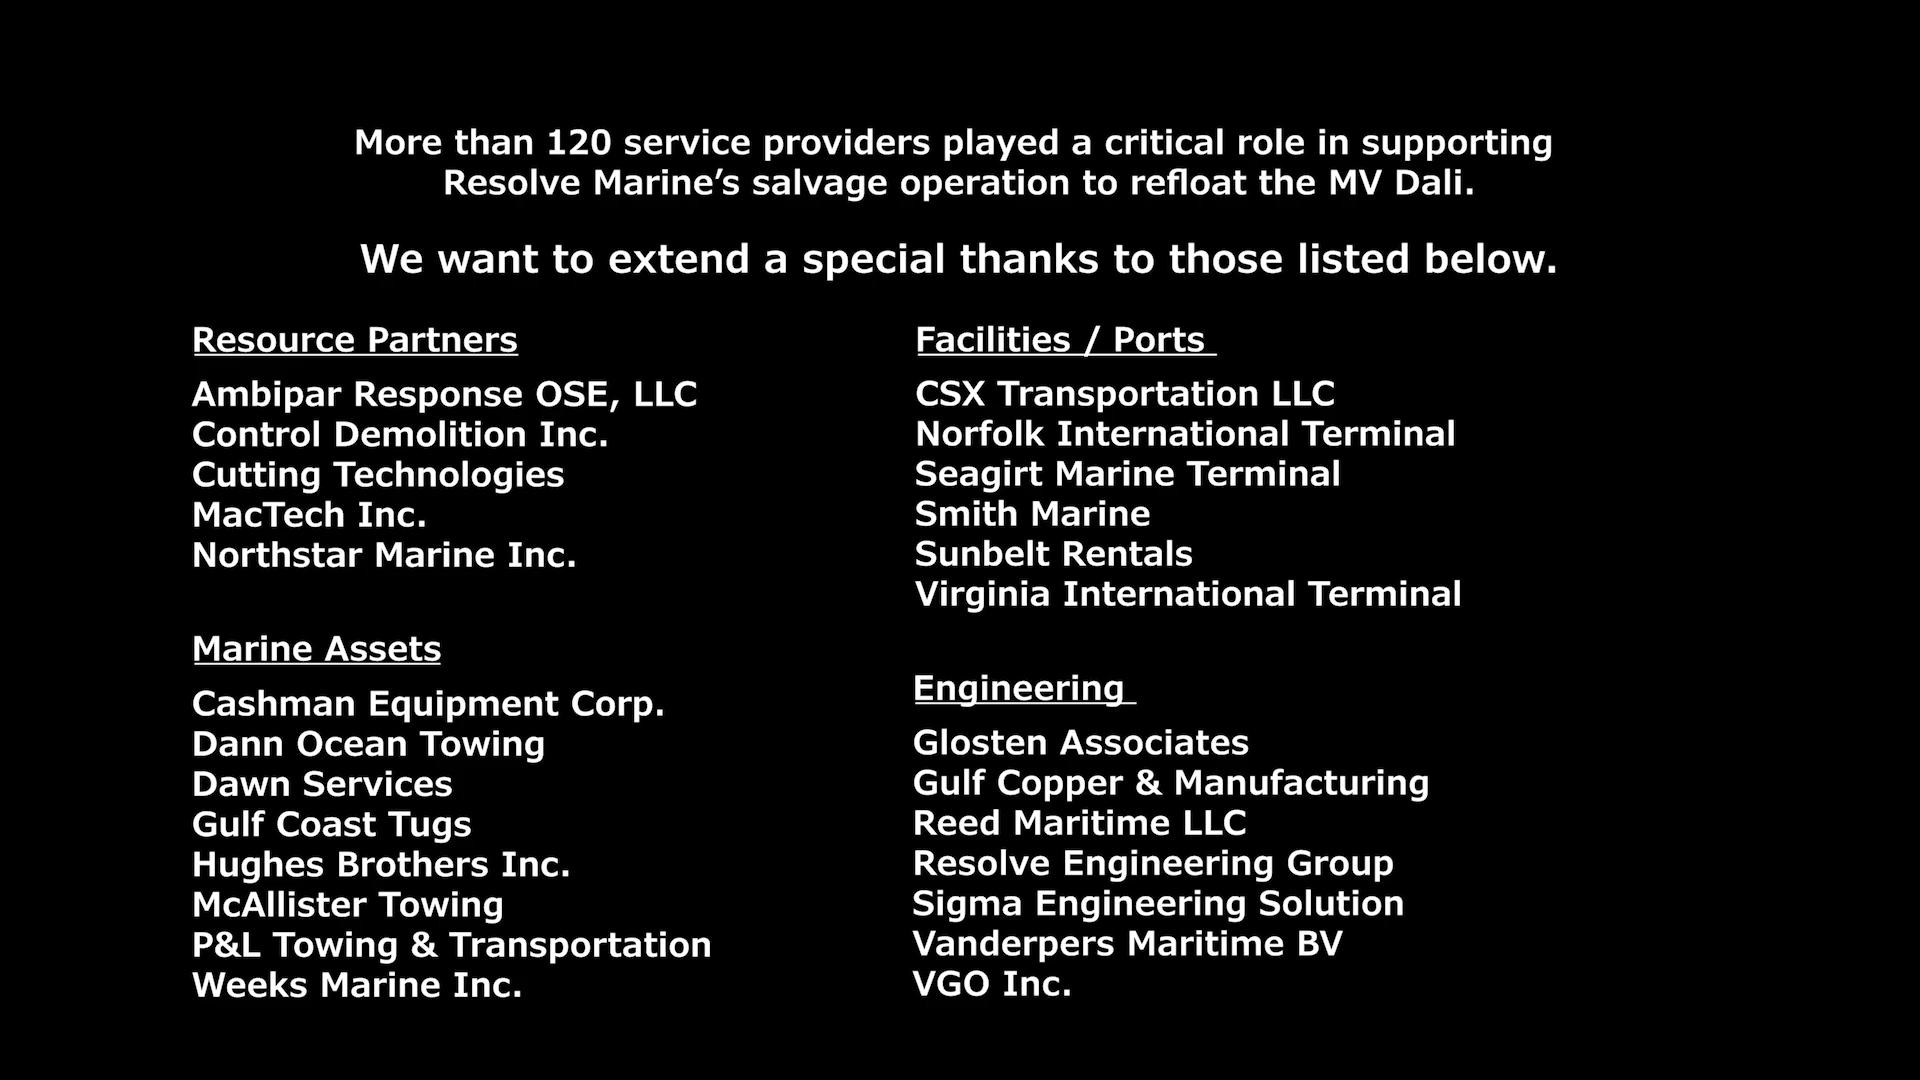 More than 120 service providers played a critical role in supporting
Resolve Marine’s salvage operation to refloat the MV Dali.
We want to extend a special thanks to those listed below.
Resource Partners
Ambipar Response OSE, LLC
Control Demolition Inc.
Cutting Technologies
MacTech Inc.
Northstar Marine Inc.
Marine Assets
Cashman Equipment Corp.
Dann Ocean Towing
Dawn Services
Gulf Coast Tugs
Hughes Brothers Inc.
McAllister Towing
P&L Towing & Transportation
Weeks Marine Inc.
Facilities / Ports
CSX Transportation LLC
Norfolk International Terminal
Seagirt Marine Terminal
Smith Marine
Sunbelt Rentals
Virginia International Terminal
Engineering
Glosten Associates
Gulf Copper & Manufacturing
Reed Maritime LLC
Resolve Engineering Group
Sigma Engineering Solution
Vanderpers Maritime BV
VGO Inc.